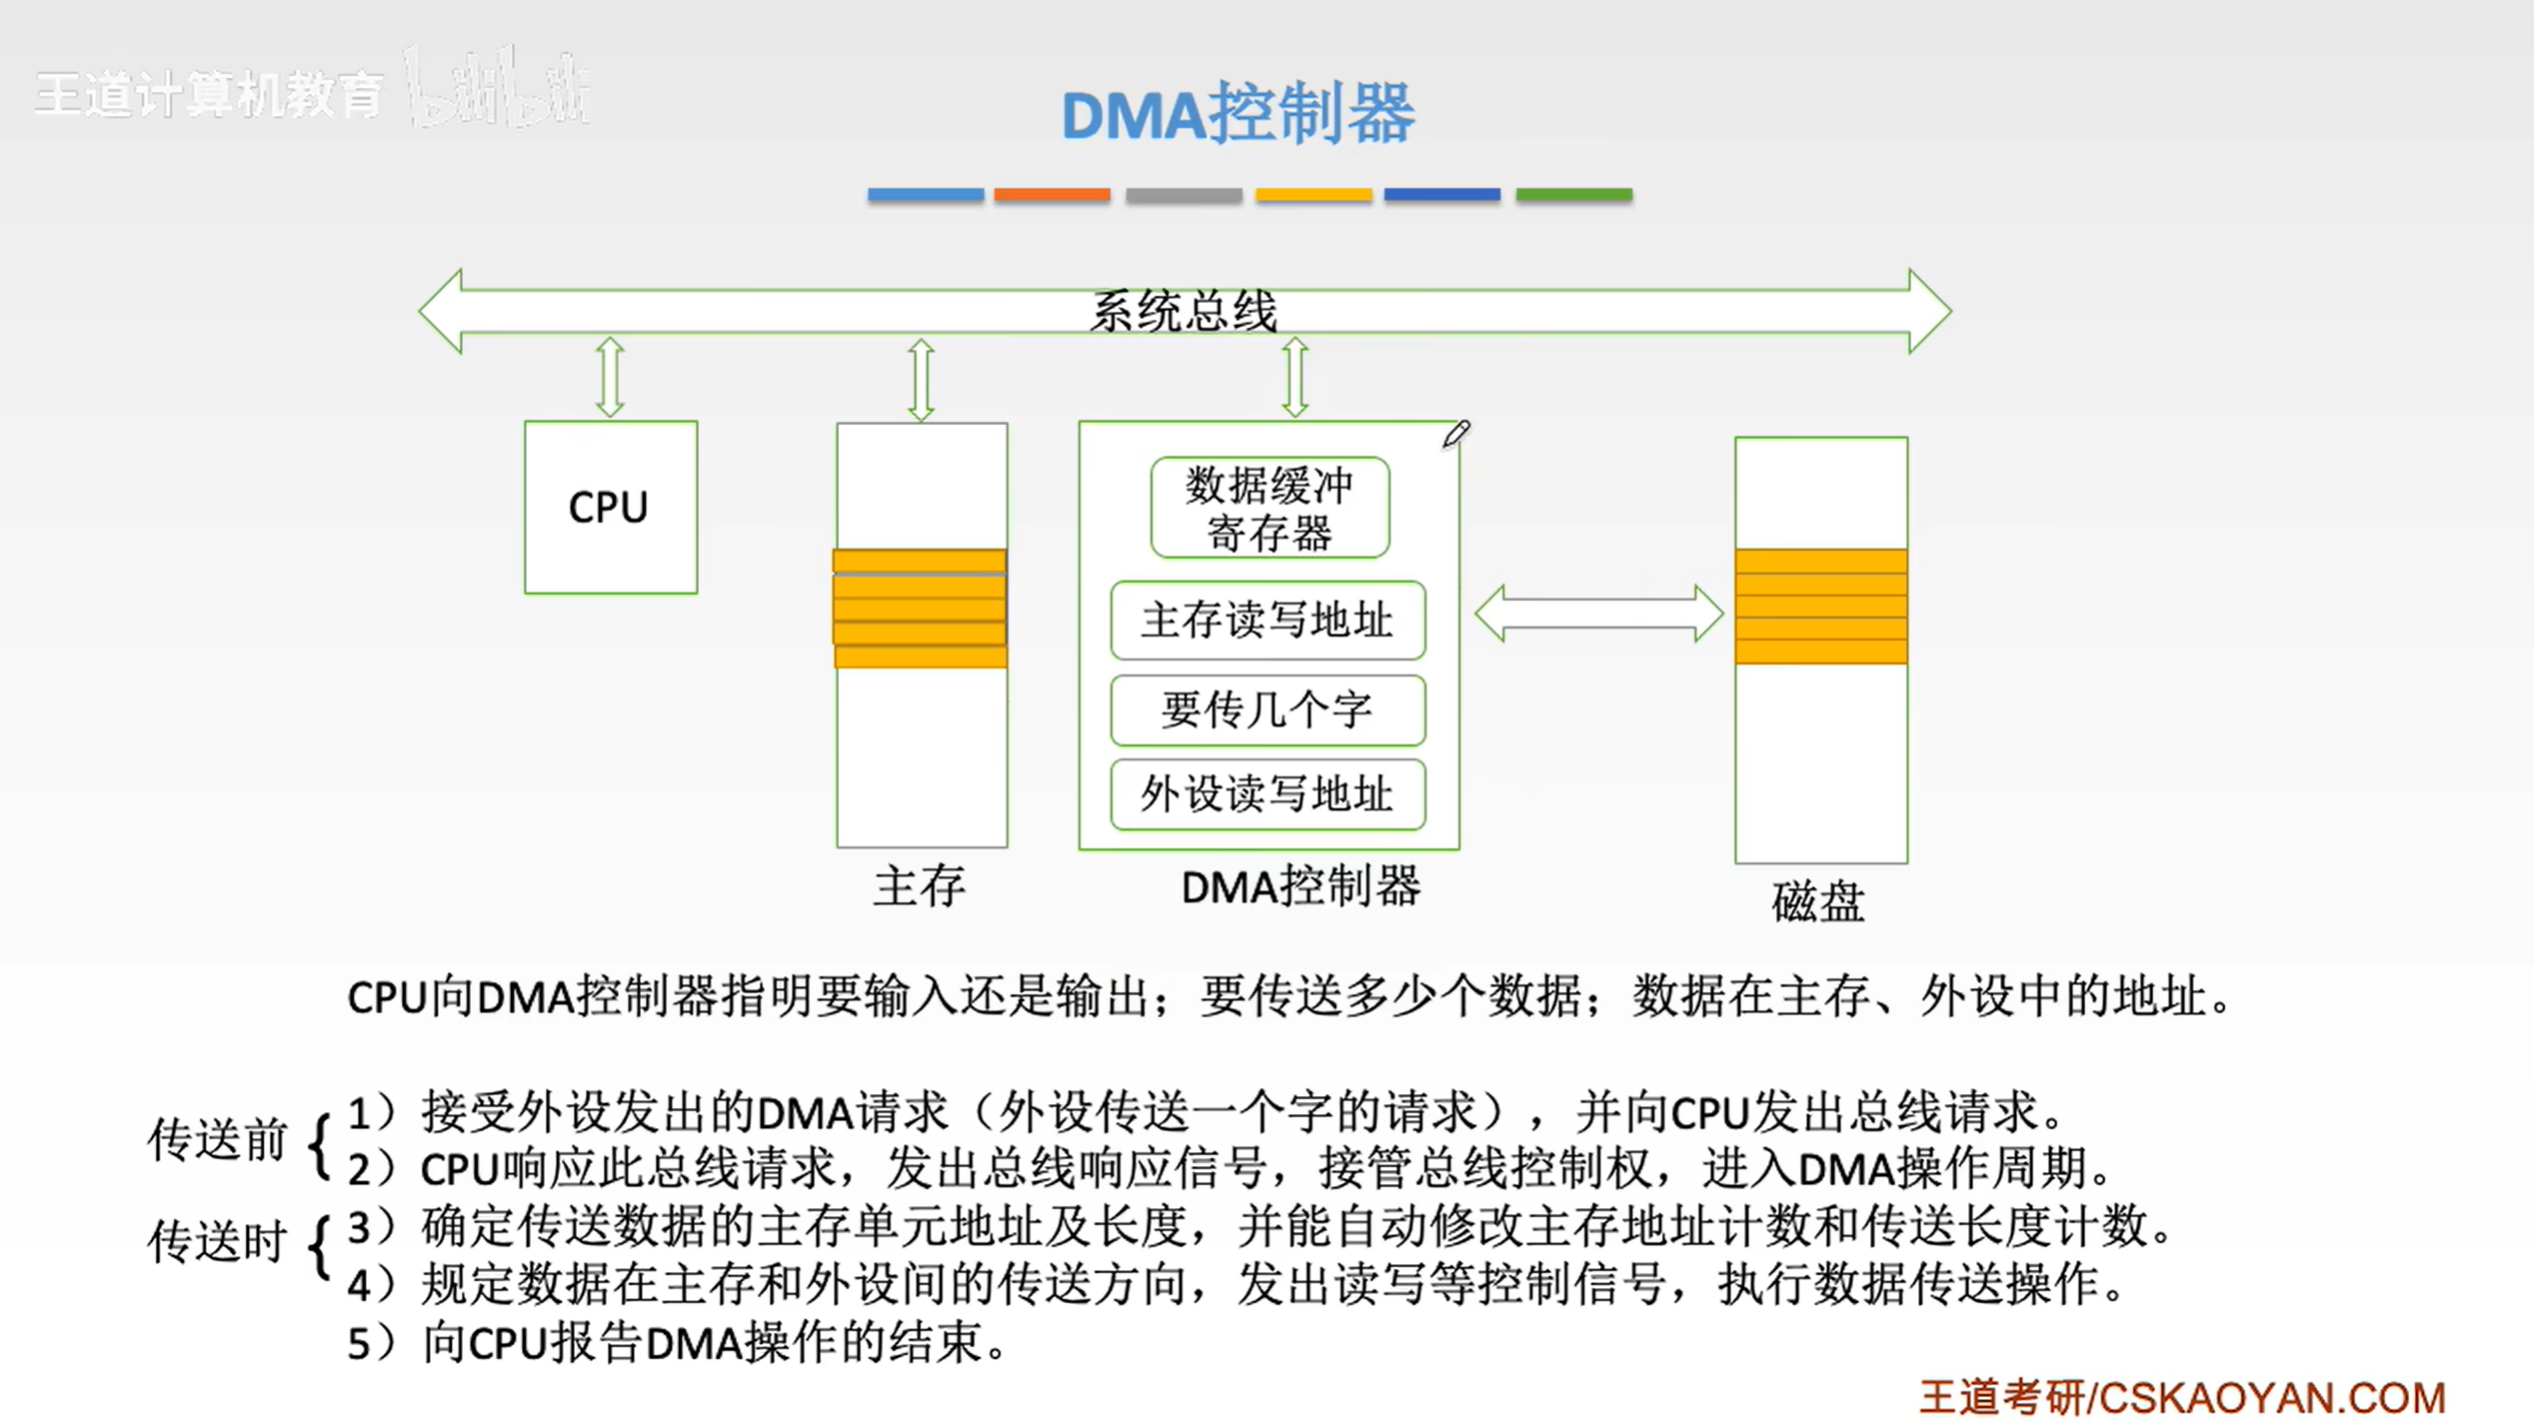 王道计算机教育 bilibili
DMA控制器
系统总线
CPU
数据缓冲
寄存器
主存读写地址
要传几个字
外设读写地址
主存
DMA控制器
磁盘
CPU向DMA控制器指明要输入还是输出；要传送多少个数据；数据在主存、外设中的地址。
传送前
1）接受外设发出的DMA请求（外设传送一个字的请求），并向CPU发出总线请求。
2）CPU响应此总线请求，发出总线响应信号，接管总线控制权，进入DMA操作周期。
传送时
3）确定传送数据的主存单元地址及长度，并能自动修改主存地址计数和传送长度计数。
4）规定数据在主存和外设间的传送方向，发出读写等控制信号，执行数据传送操作。
5）向CPU报告DMA操作的结束。
王道考研/CSKAOYAN.COM